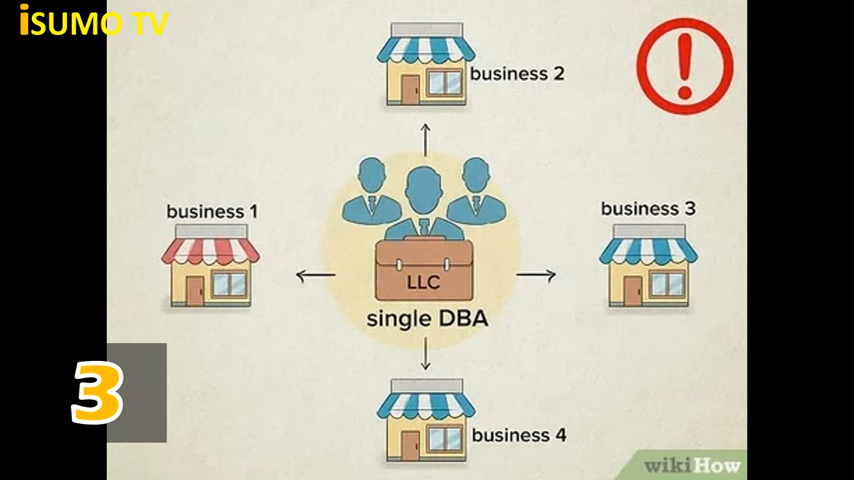 iSUMO TV
business 2
business 1
business 3
LLC
single DBA
3
business 4
wikiHow